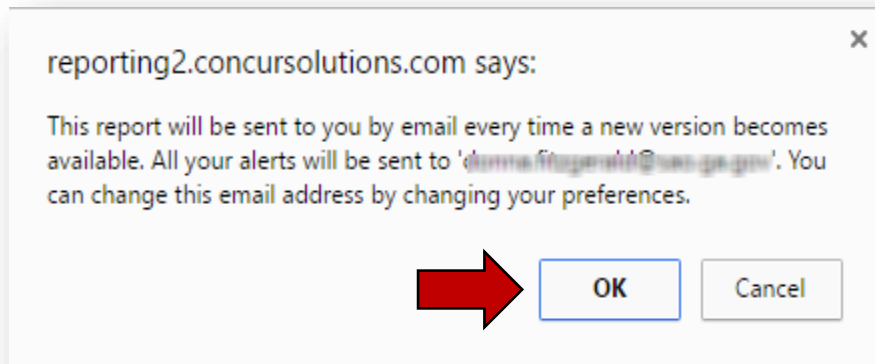 reporting2.concursolutions.com says:
This report will be sent to you by email every time a new version becomes
available. All your alerts will be sent to ''. You
can change this email address by changing your preferences.
OK
Cancel